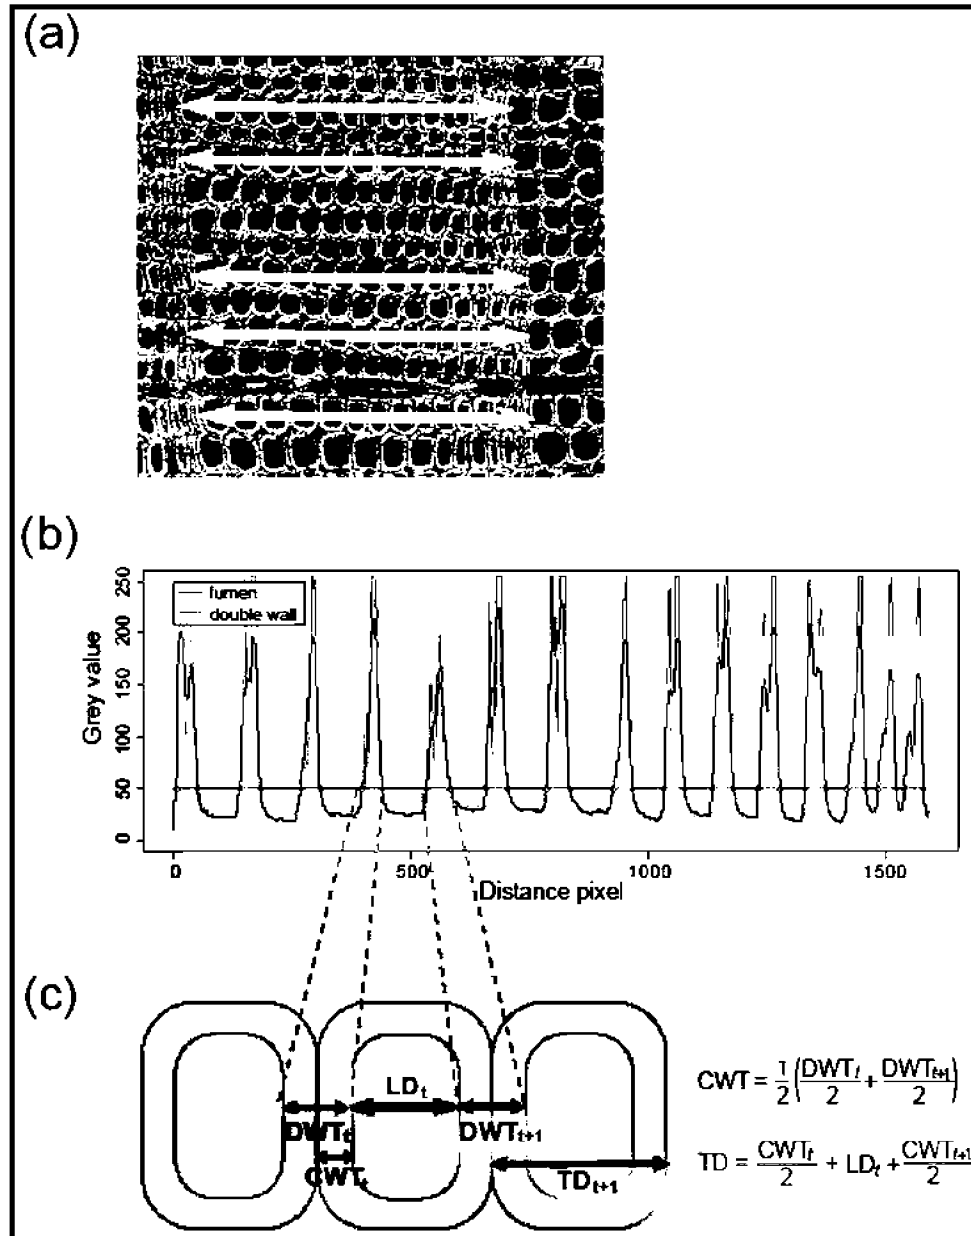 (a)
(b)
250
200
150
100
50
0
Grey value
lumen
double wall
0
500
1000
1500
Distance pixel
(c)
LDt
DWTt
DWTt+1
CWTt
TDt+1
CWT = 1/2 (DWTt/2 + DWTt+1/2)
TD = CWTt/2 + LDt + CWTt+1/2